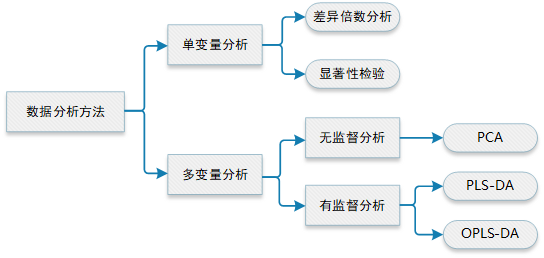 差异倍数分析
单变量分析
显著性检验
数据分析方法
无监督分析
PCA
多变量分析
PLS-DA
有监督分析
OPLS-DA